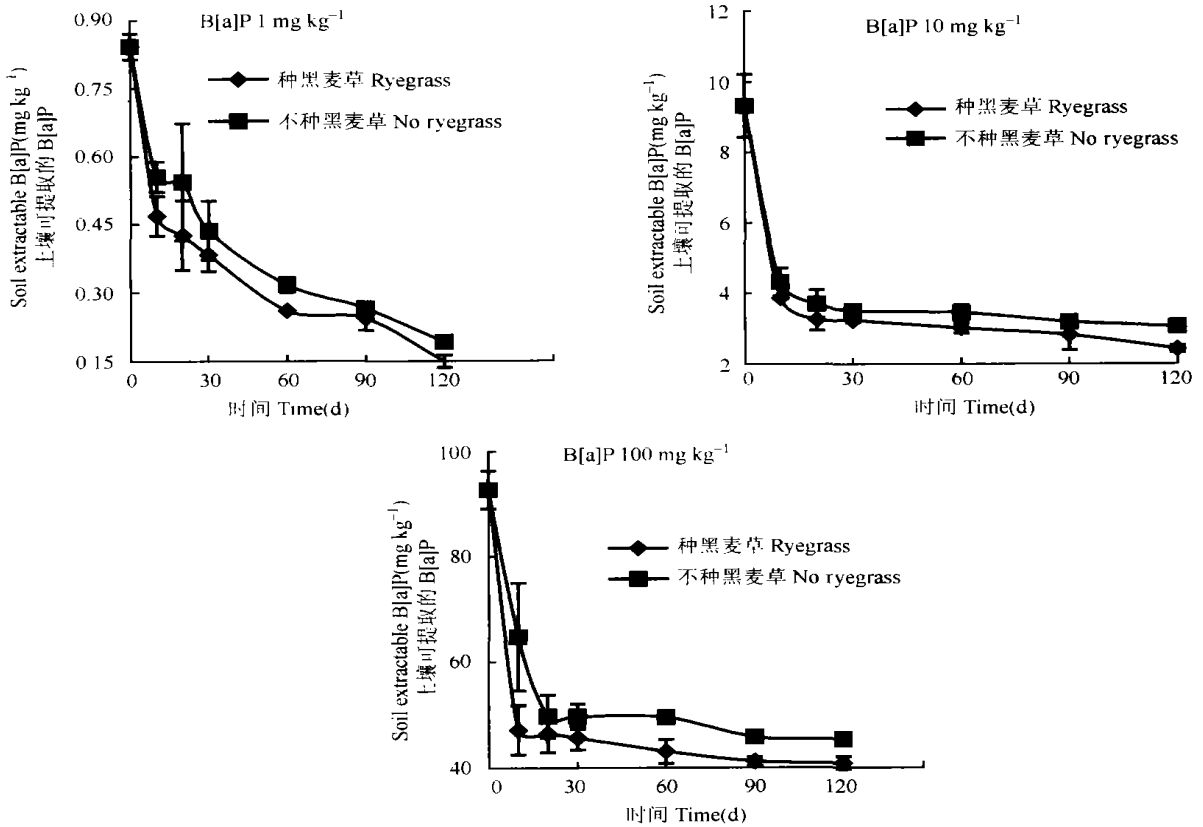 B[a]P 1 mg kg⁻¹
种黑麦草 Ryegrass
不种黑麦草 No ryegrass
Soil extractable B[a]P(mg kg⁻¹)
土壤可提取的 B[a]P
0.90
0.75
0.60
0.45
0.30
0.15
0 30 60 90 120
时间 Time(d)
B[a]P 10 mg kg⁻¹
种黑麦草 Ryegrass
不种黑麦草 No ryegrass
Soil extractable B[a]P(mg kg⁻¹)
土壤可提取的 B[a]P
12
10
8
6
4
2
0 30 60 90 120
时间 Time(d)
B[a]P 100 mg kg⁻¹
种黑麦草 Ryegrass
不种黑麦草 No ryegrass
Soil extractable B[a]P(mg kg⁻¹)
土壤可提取的 B[a]P
100
80
60
40
0 30 60 90 120
时间 Time(d)